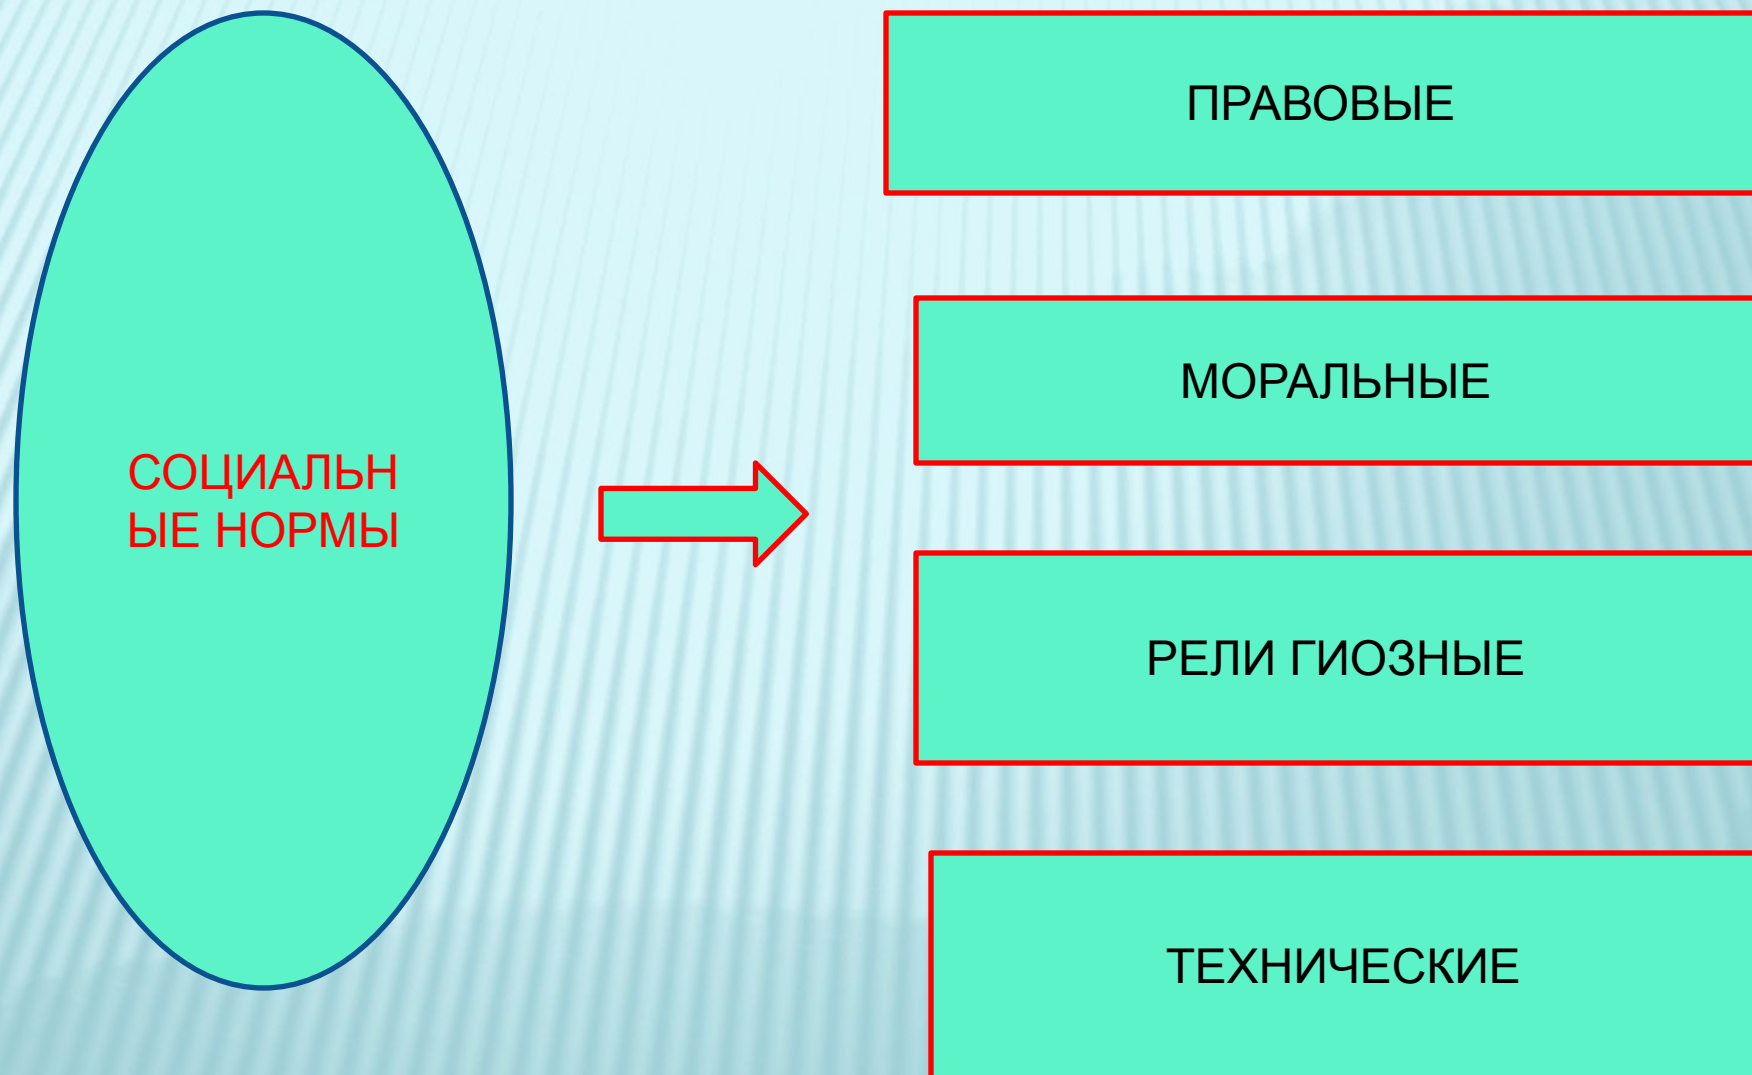 СОЦИАЛЬН
ЫЕ НОРМЫ
ПРАВОВЫЕ
МОРАЛЬНЫЕ
РЕЛИ ГИОЗНЫЕ
ТЕХНИЧЕСКИЕ